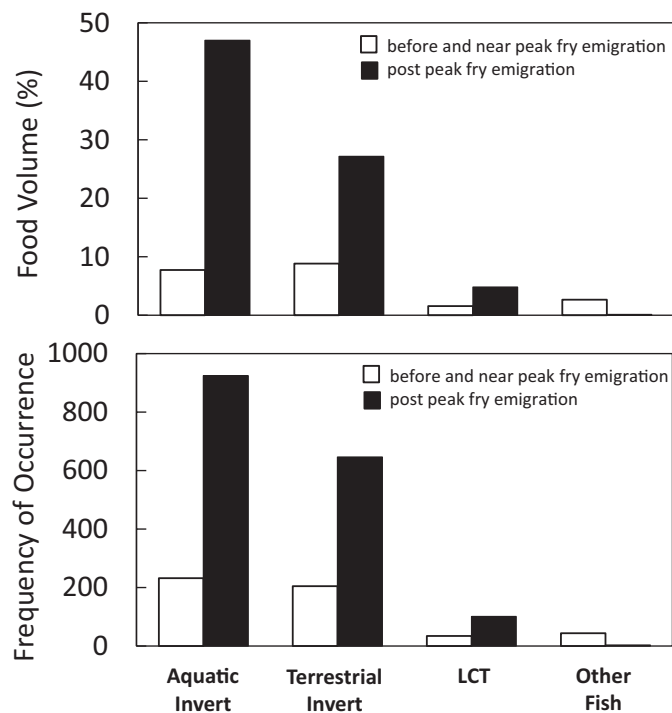 50
40
30
20
10
0
Food Volume (%)
before and near peak fry emigration
post peak fry emigration
1000
800
600
400
200
0
Frequency of Occurrence
before and near peak fry emigration
post peak fry emigration
Aquatic
Invert
Terrestrial
Invert
LCT
Other
Fish